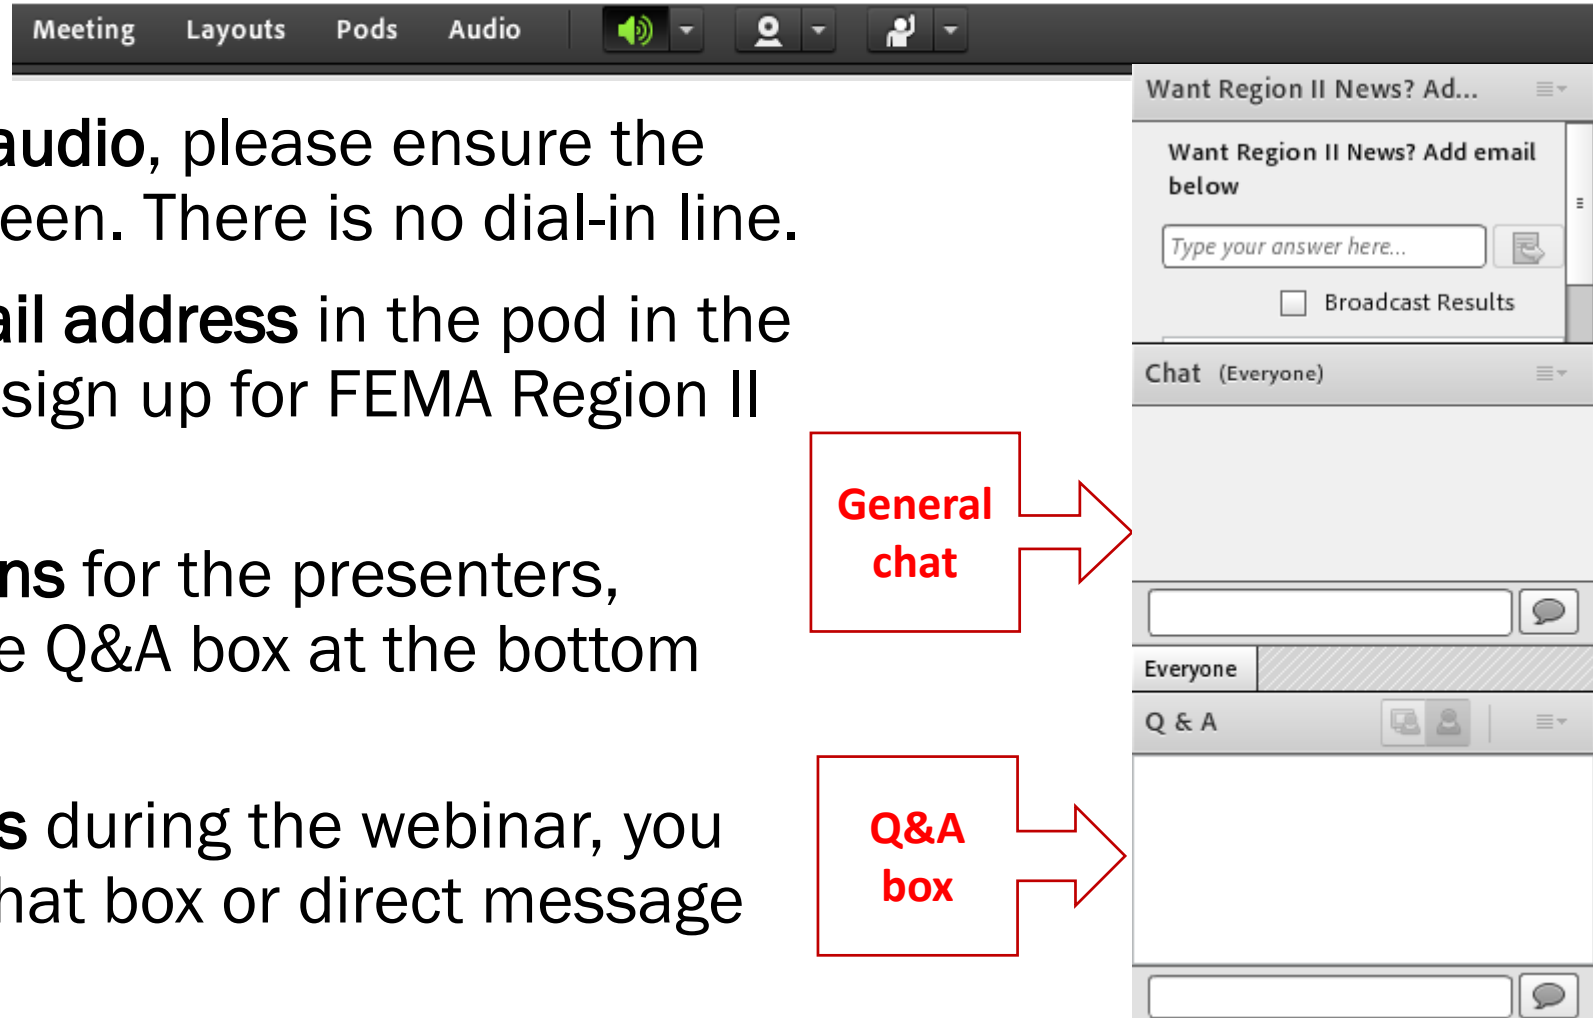 Meeting Layouts Pods Audio
audio, please ensure the
een. There is no dial-in line.
ail address in the pod in the
sign up for FEMA Region II
ns for the presenters,
e Q&A box at the bottom
s during the webinar, you
hat box or direct message
General
chat
Q&A
box
Want Region II News? Ad...
Want Region II News? Add email
below
Type your answer here...
Broadcast Results
Chat (Everyone)
Everyone
Q & A